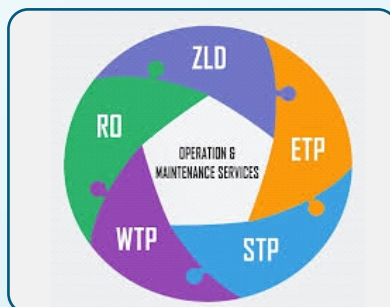 ZLD
RO
ETP
OPERATION &
MAINTENANCE SERVICES
WTP
STP